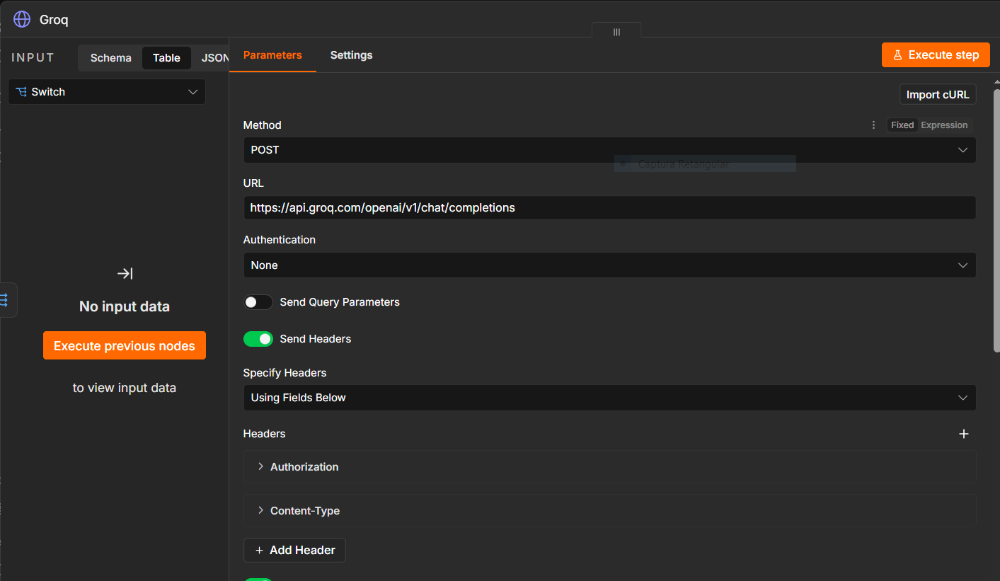 Groq
INPUT
Schema
Table
JSON
Parameters
Settings
Execute step
Switch
Import cURL
Method
Fixed
Expression
POST
Captura Retangular
URL
https://api.groq.com/openai/v1/chat/completions
Authentication
None
Send Query Parameters
No input data
Send Headers
Execute previous nodes
Specify Headers
to view input data
Using Fields Below
Headers
Authorization
Content-Type
+ Add Header